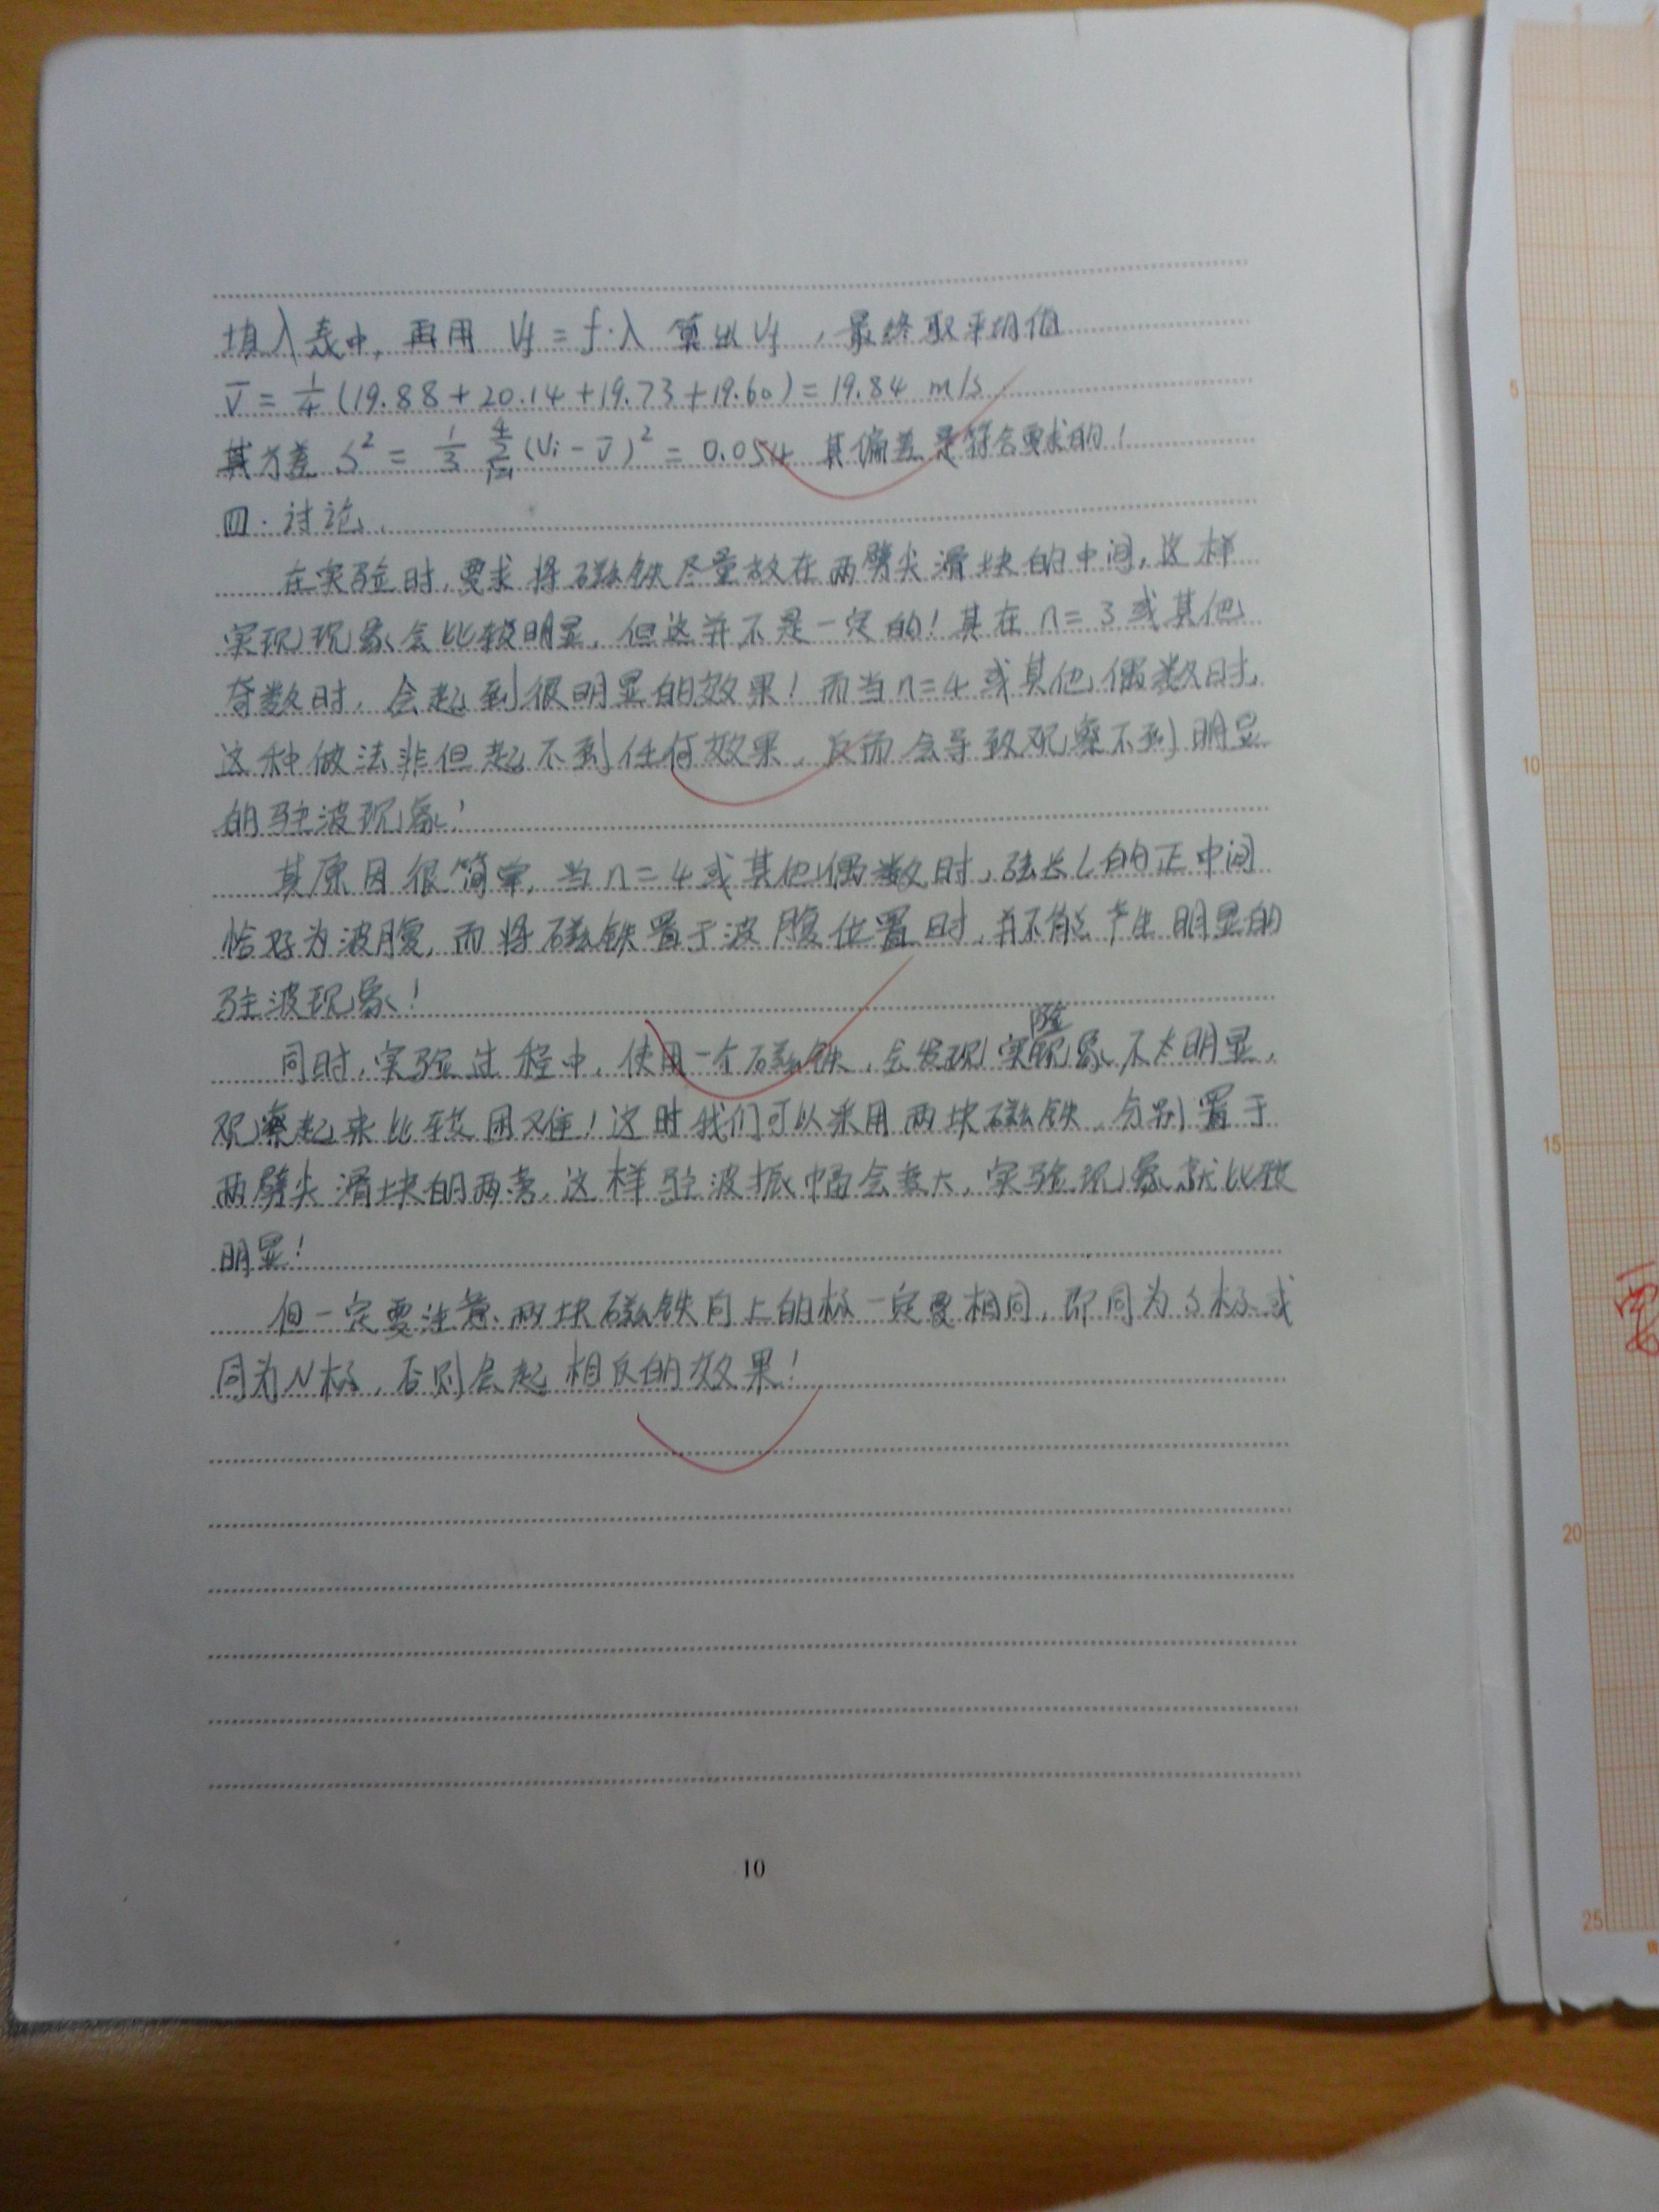 填入表中,再用 Vf = f·λ 算出Vf,最终取平均值
V̄ = 1/4 (19.88+20.14+19.73+19.60) = 19.84 m/s.
其方差 S² = 1/3 Σ(Vi - V̄)² = 0.054 其偏差是符合要求的!
四.讨论.
在实验时,要求将磁铁尽量放在两劈尖滑块的中间,这样
实现现象会比较明显,但这并不是一定的!其在n=3或其他
奇数时,会起到很明显的效果!而当n=4或其他偶数时,
这种做法非但起不到任何效果,反而会导致观察不到明显
的驻波现象!
其原因很简单,当n=4或其他偶数时,弦长L的正中间
恰好为波腹,而将磁铁置于波腹位置时,并不能产生明显的
驻波现象!
同时,实验过程中,使用一个磁铁,会发现实验现象不太明显,
观察起来比较困难!这时我们可以采用两块磁铁,分别置于
两劈尖滑块的两旁,这样驻波振幅会变大,实验现象就比较
明显!
但一定要注意,两块磁铁向上的极一定要相同,即同为S极或
同为N极,否则会起相反的效果!
10
5
10
15
20
25